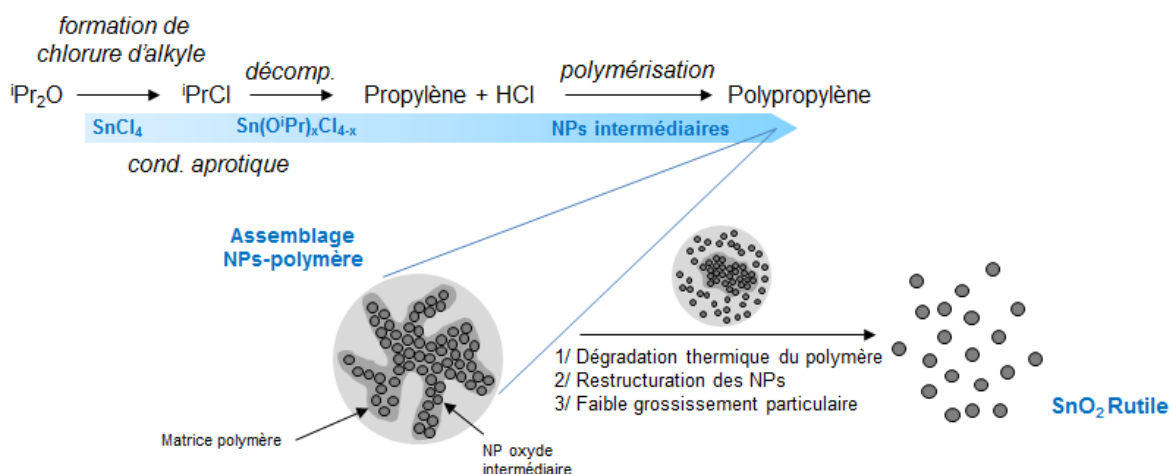 formation de
chlorure d'alkyle
décomp.
polymérisation
ⁱPr₂O
ⁱPrCl
Propylène + HCl
Polypropylène
SnCl₄
Sn(OⁱPr)ₓCl₄₋ₓ
NPs intermédiaires
cond. aprotique
Assemblage
NPs-polymère
1/ Dégradation thermique du polymère
2/ Restructuration des NPs
3/ Faible grossissement particulaire
SnO₂ Rutile
Matrice polymère
NP oxyde
intermédiaire